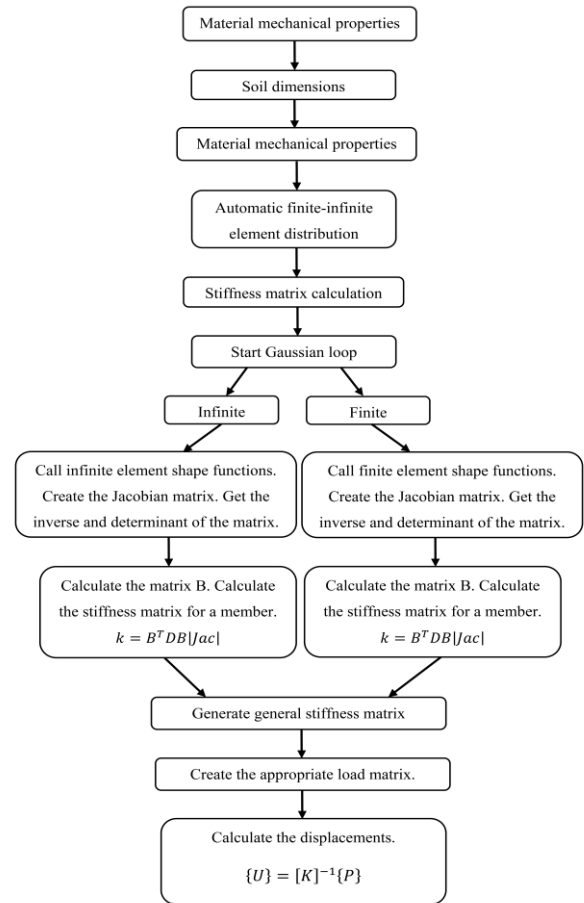 Material mechanical properties
Soil dimensions
Material mechanical properties
Automatic finite-infinite
element distribution
Stiffness matrix calculation
Start Gaussian loop
Infinite
Finite
Call infinite element shape functions.
Create the Jacobian matrix. Get the
inverse and determinant of the matrix.
Call finite element shape functions.
Create the Jacobian matrix. Get the
inverse and determinant of the matrix.
Calculate the matrix B. Calculate
the stiffness matrix for a member.
k = BᵀDB|Jac|
Calculate the matrix B. Calculate
the stiffness matrix for a member.
k = BᵀDB|Jac|
Generate general stiffness matrix
Create the appropriate load matrix.
Calculate the displacements.
{U} = [K]⁻¹{P}